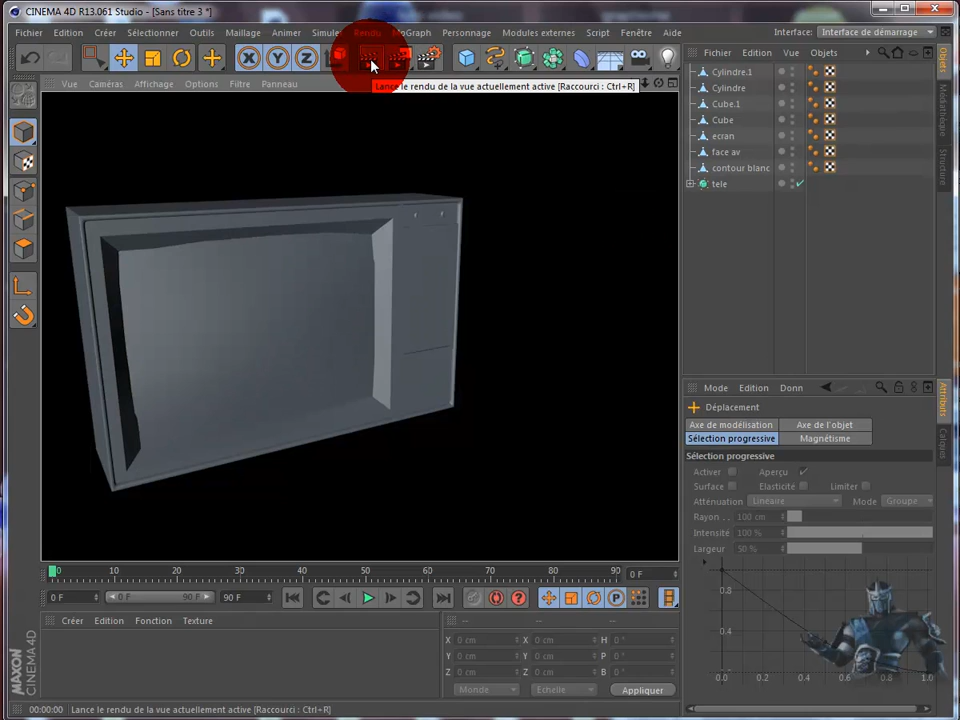 CINEMA 4D R13.061 Studio - [Sans titre 3 *]
Fichier Edition Créer Sélectionner Outils Maillage Animer Simuler Rendu MoGraph Personnage Modules externes Script Fenêtre Aide Interface: Interface de démarrage
X Y Z Fichier Edition Vue Objets
Vue Caméras Affichage Options Filtre Panneau
Lance le rendu de la vue actuellement active [Raccourci : Ctrl+R]
Cylindre.1
Cylindre
Cube.1
Cube
ecran
face av
contour blanc
tele
Objets
Médiathèque
Structure
Mode Edition Donn
Déplacement
Axe de modélisation Axe de l'objet
Sélection progressive Magnétisme
Sélection progressive
Activer Aperçu
Surface Elasticité Limiter
Atténuation Linéaire Mode Groupe
Rayon . . 100 cm
Intensité 100 %
Largeur 50 %
0.8
0.4
0.0 0.2 0.4 0.6 0.8 1.0
Attributs
Calques
0 10 20 30 40 50 60 70 80 90 0 F
0 F 0 F 90 F 90 F
Créer Edition Fonction Texture
-- -- --
X 0 cm X 0 cm H 0 °
Y 0 cm Y 0 cm P 0 °
Z 0 cm Z 0 cm B 0 °
Monde Echelle Appliquer
MAXON
CINEMA 4D
00:00:00 Lance le rendu de la vue actuellement active [Raccourci : Ctrl+R]